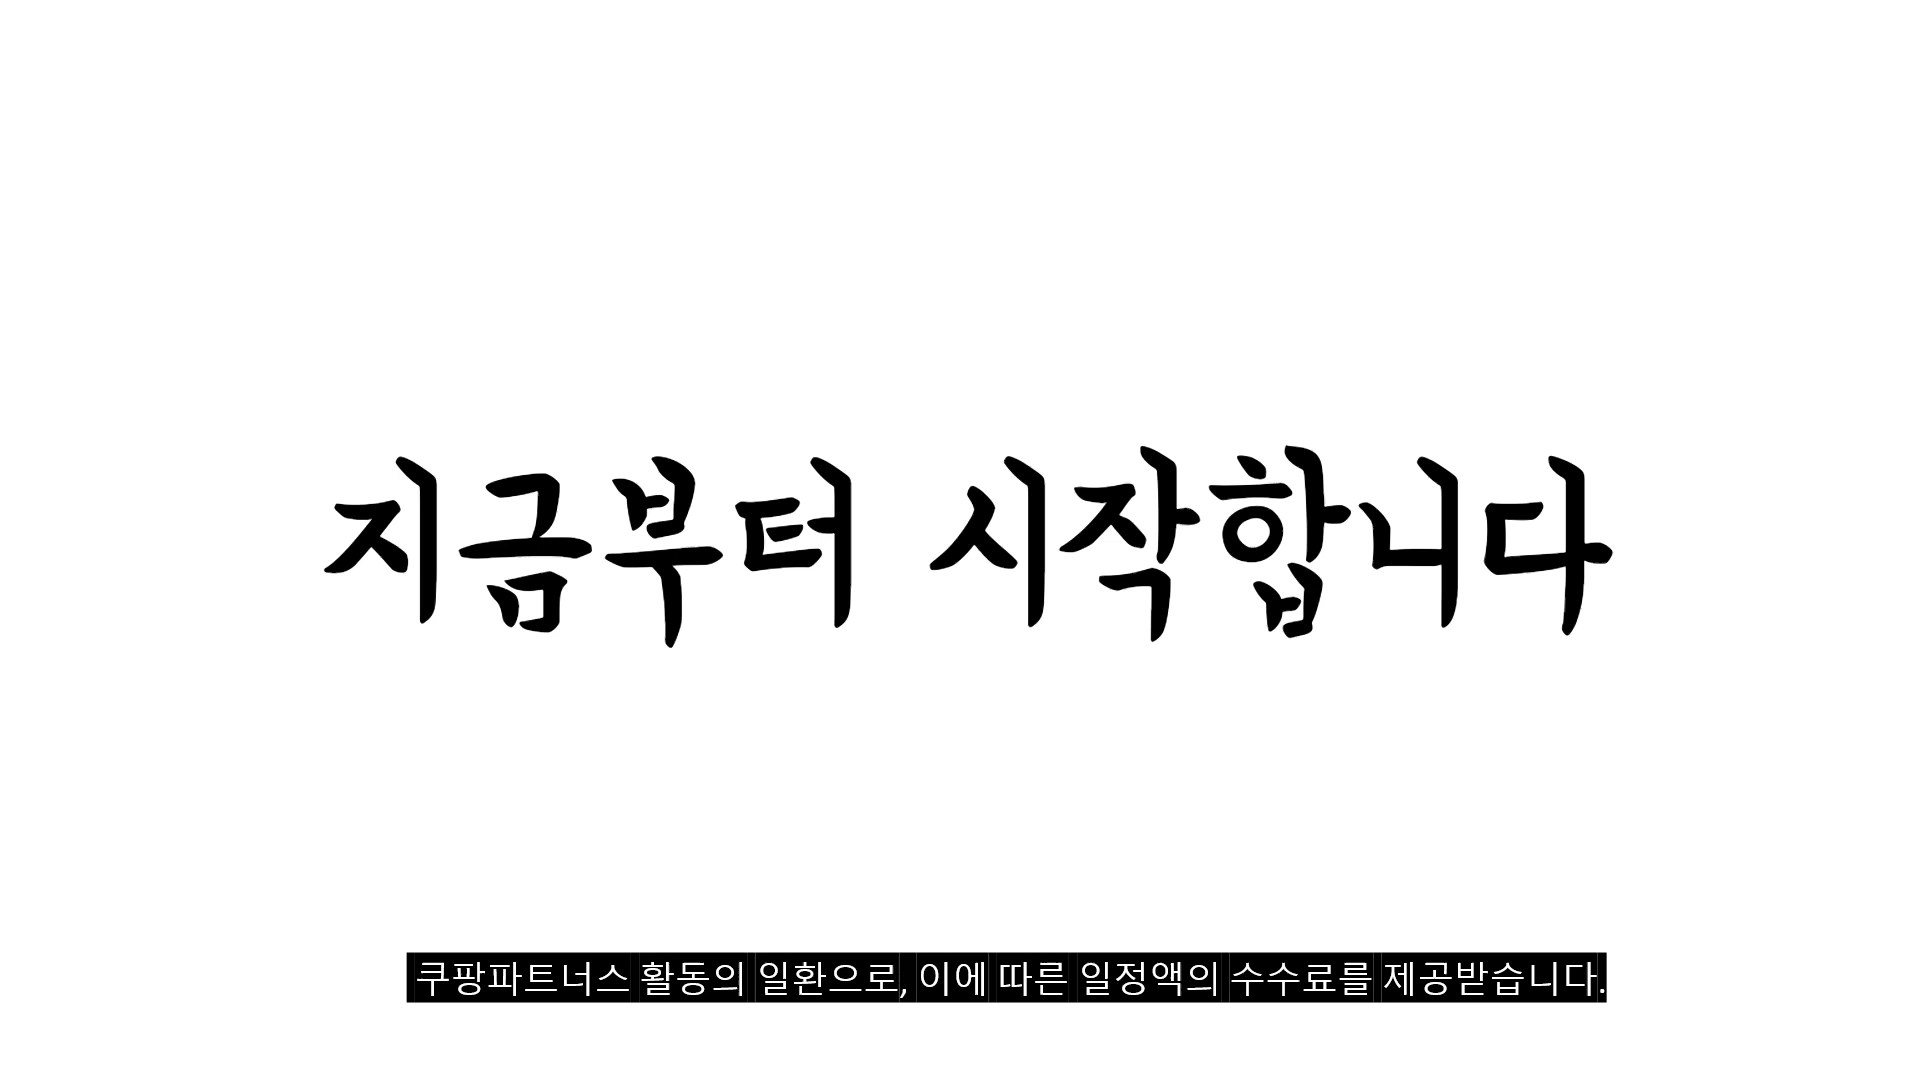 지금부터 시작합니다
쿠팡파트너스 활동의 일환으로, 이에 따른 일정액의 수수료를 제공받습니다.